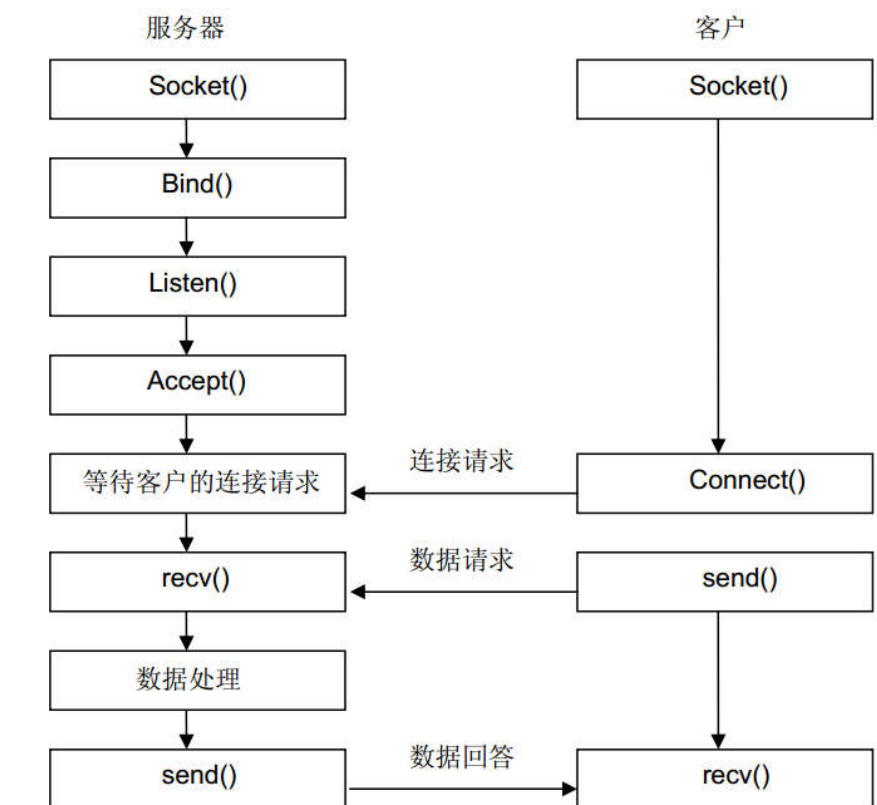 服务器
客户
Socket()
Socket()
Bind()
Listen()
Accept()
等待客户的连接请求
连接请求
Connect()
recv()
数据请求
send()
数据处理
send()
数据回答
recv()